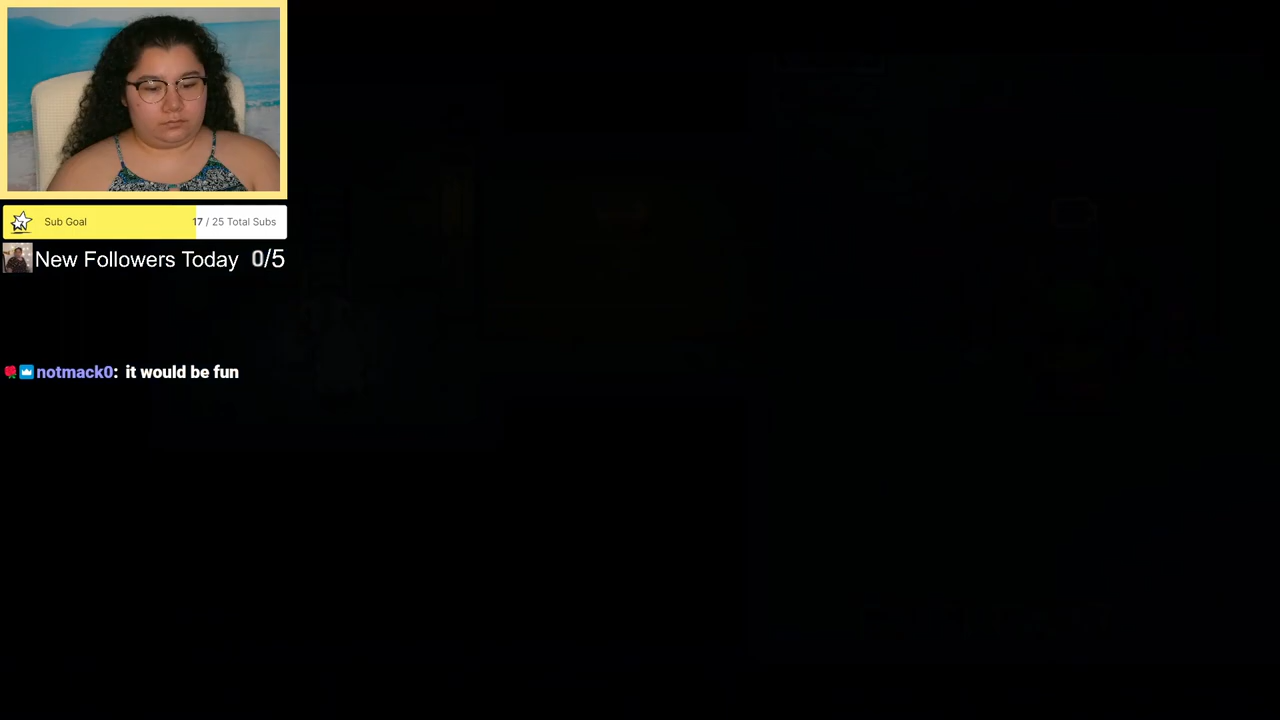 Sub Goal 17 / 25 Total Subs
New Followers Today 0/5
notmack0: it would be fun